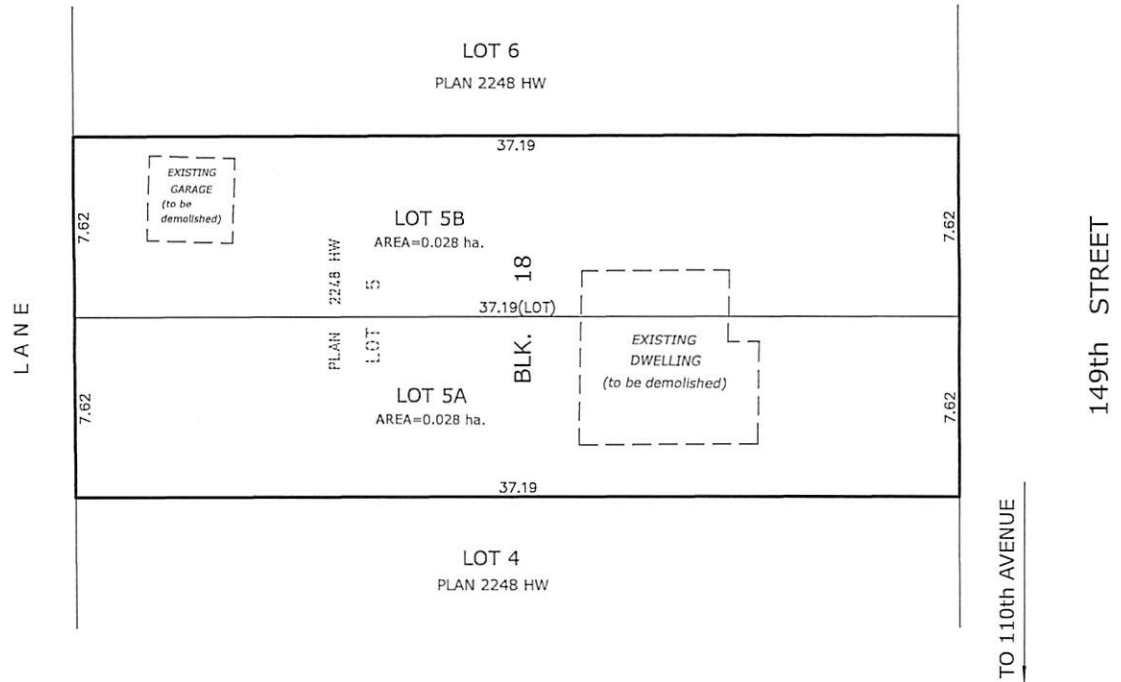 LOT 6
PLAN 2248 HW
37.19
EXISTING
GARAGE
(to be
demolished)
7.62
LOT 5B
AREA=0.028 ha.
7.62
PLAN 2248 HW
LOT 5
BLK. 18
37.19(LOT)
EXISTING
DWELLING
(to be demolished)
LANE
149th STREET
LOT 5A
AREA=0.028 ha.
7.62
7.62
37.19
LOT 4
PLAN 2248 HW
TO 110th AVENUE